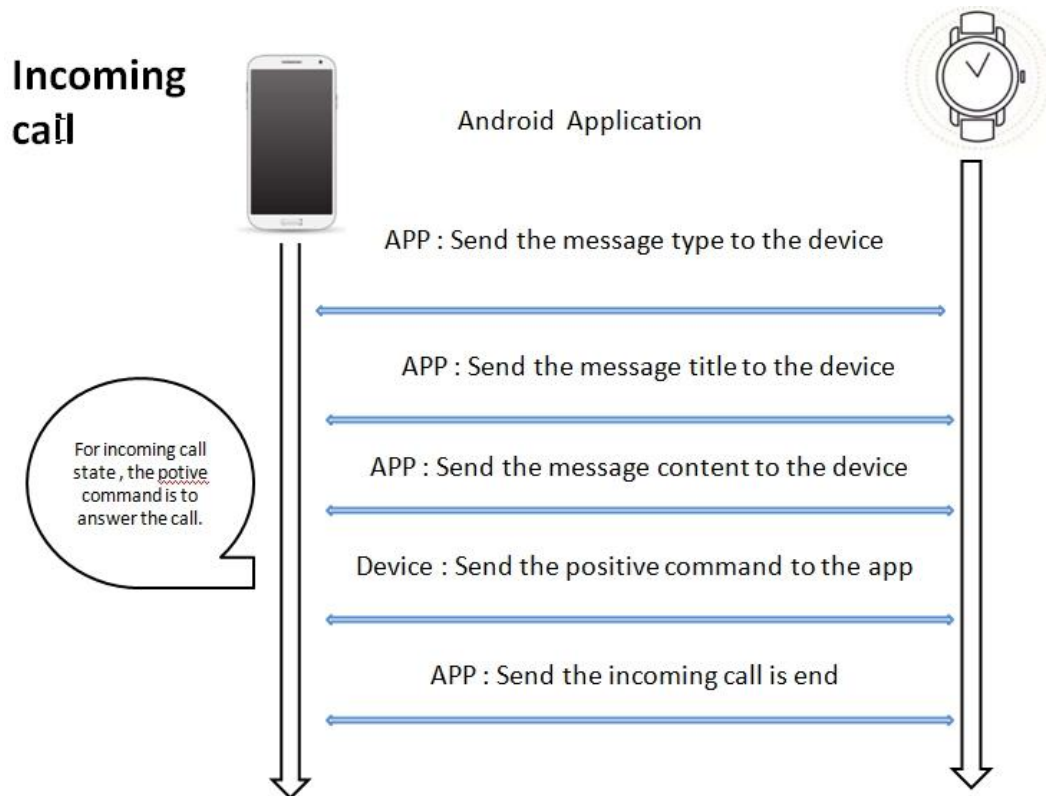 Incoming
call
Android Application
APP : Send the message type to the device
APP : Send the message title to the device
For incoming call
state , the potive
command is to
answer the call.
APP : Send the message content to the device
Device : Send the positive command to the app
APP : Send the incoming call is end